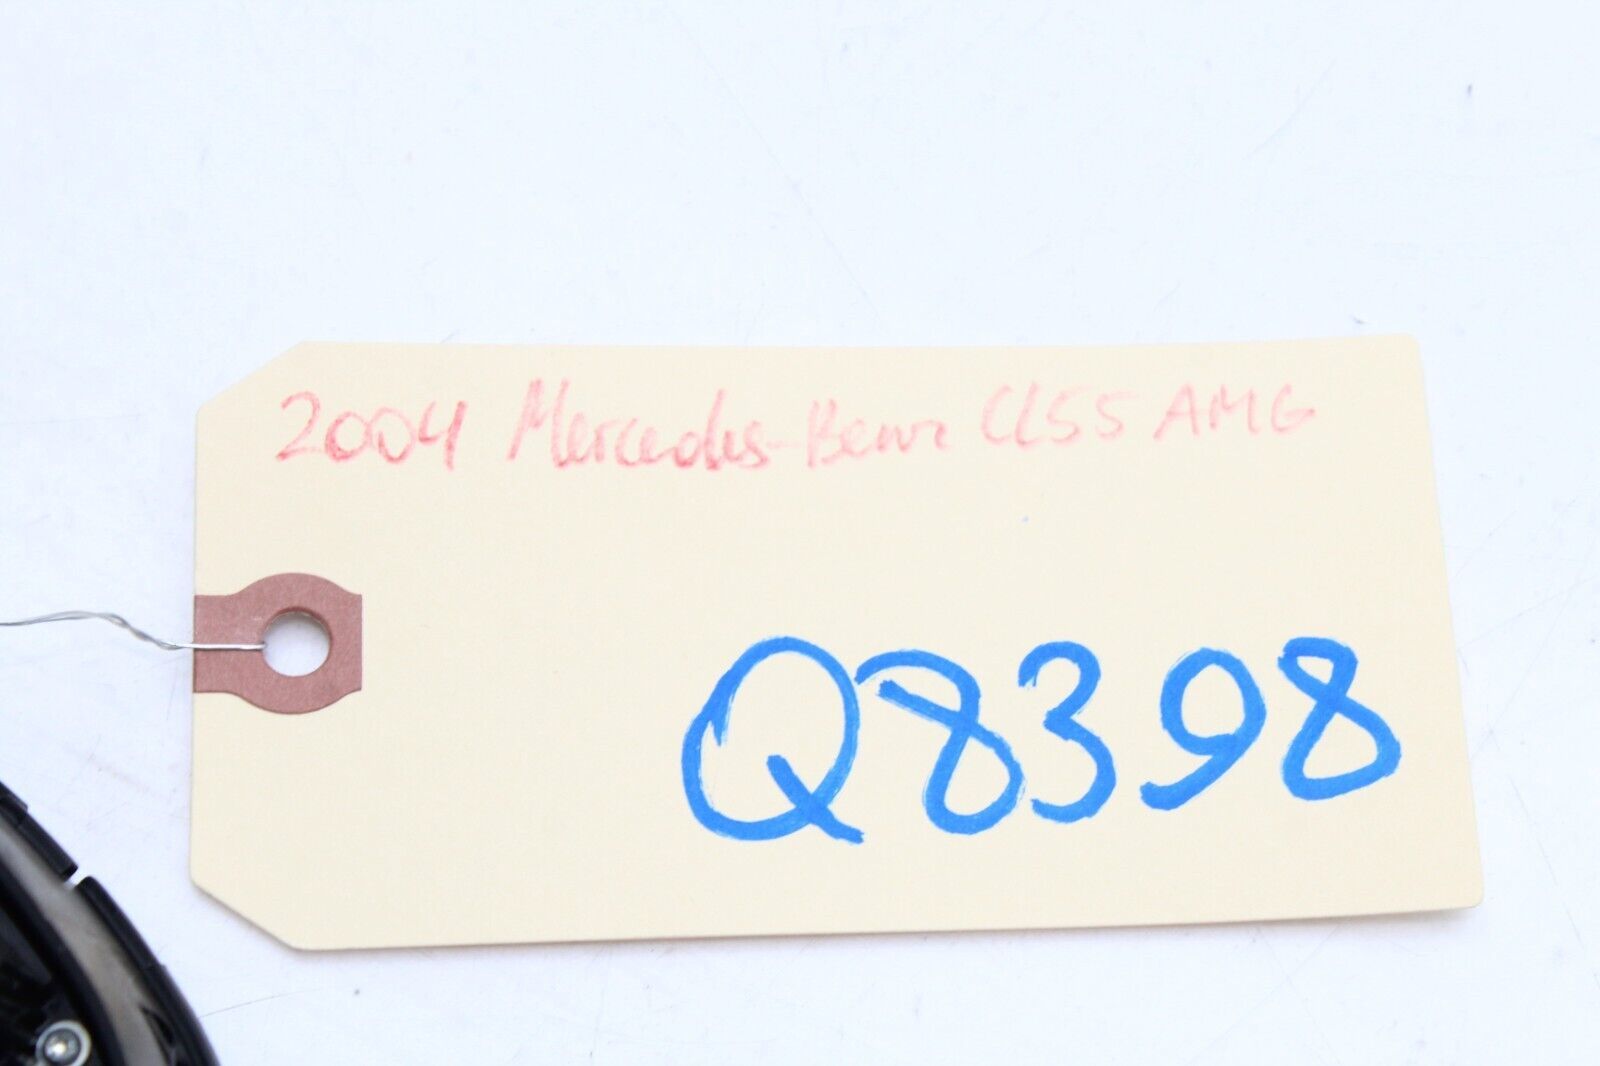 2004 Mercedes-Benz CL55 AMG
Q8398